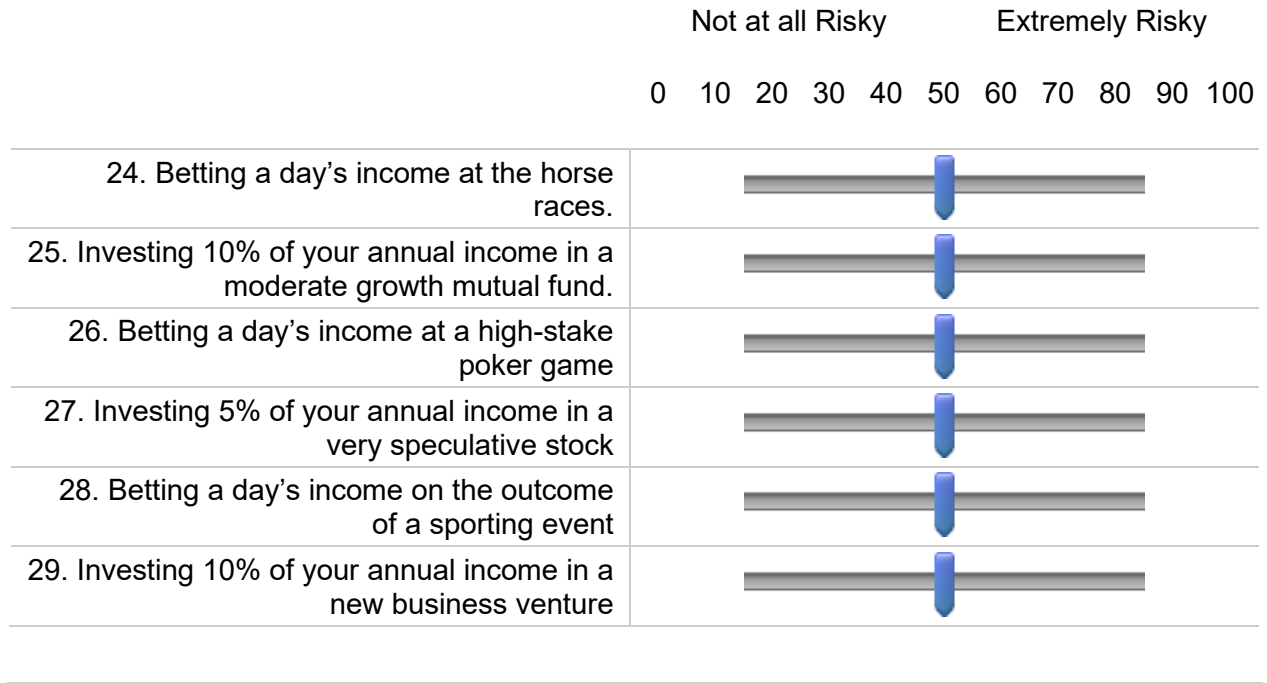 Not at all Risky Extremely Risky
0 10 20 30 40 50 60 70 80 90 100
24. Betting a day’s income at the horse
races.
25. Investing 10% of your annual income in a
moderate growth mutual fund.
26. Betting a day’s income at a high-stake
poker game
27. Investing 5% of your annual income in a
very speculative stock
28. Betting a day’s income on the outcome
of a sporting event
29. Investing 10% of your annual income in a
new business venture